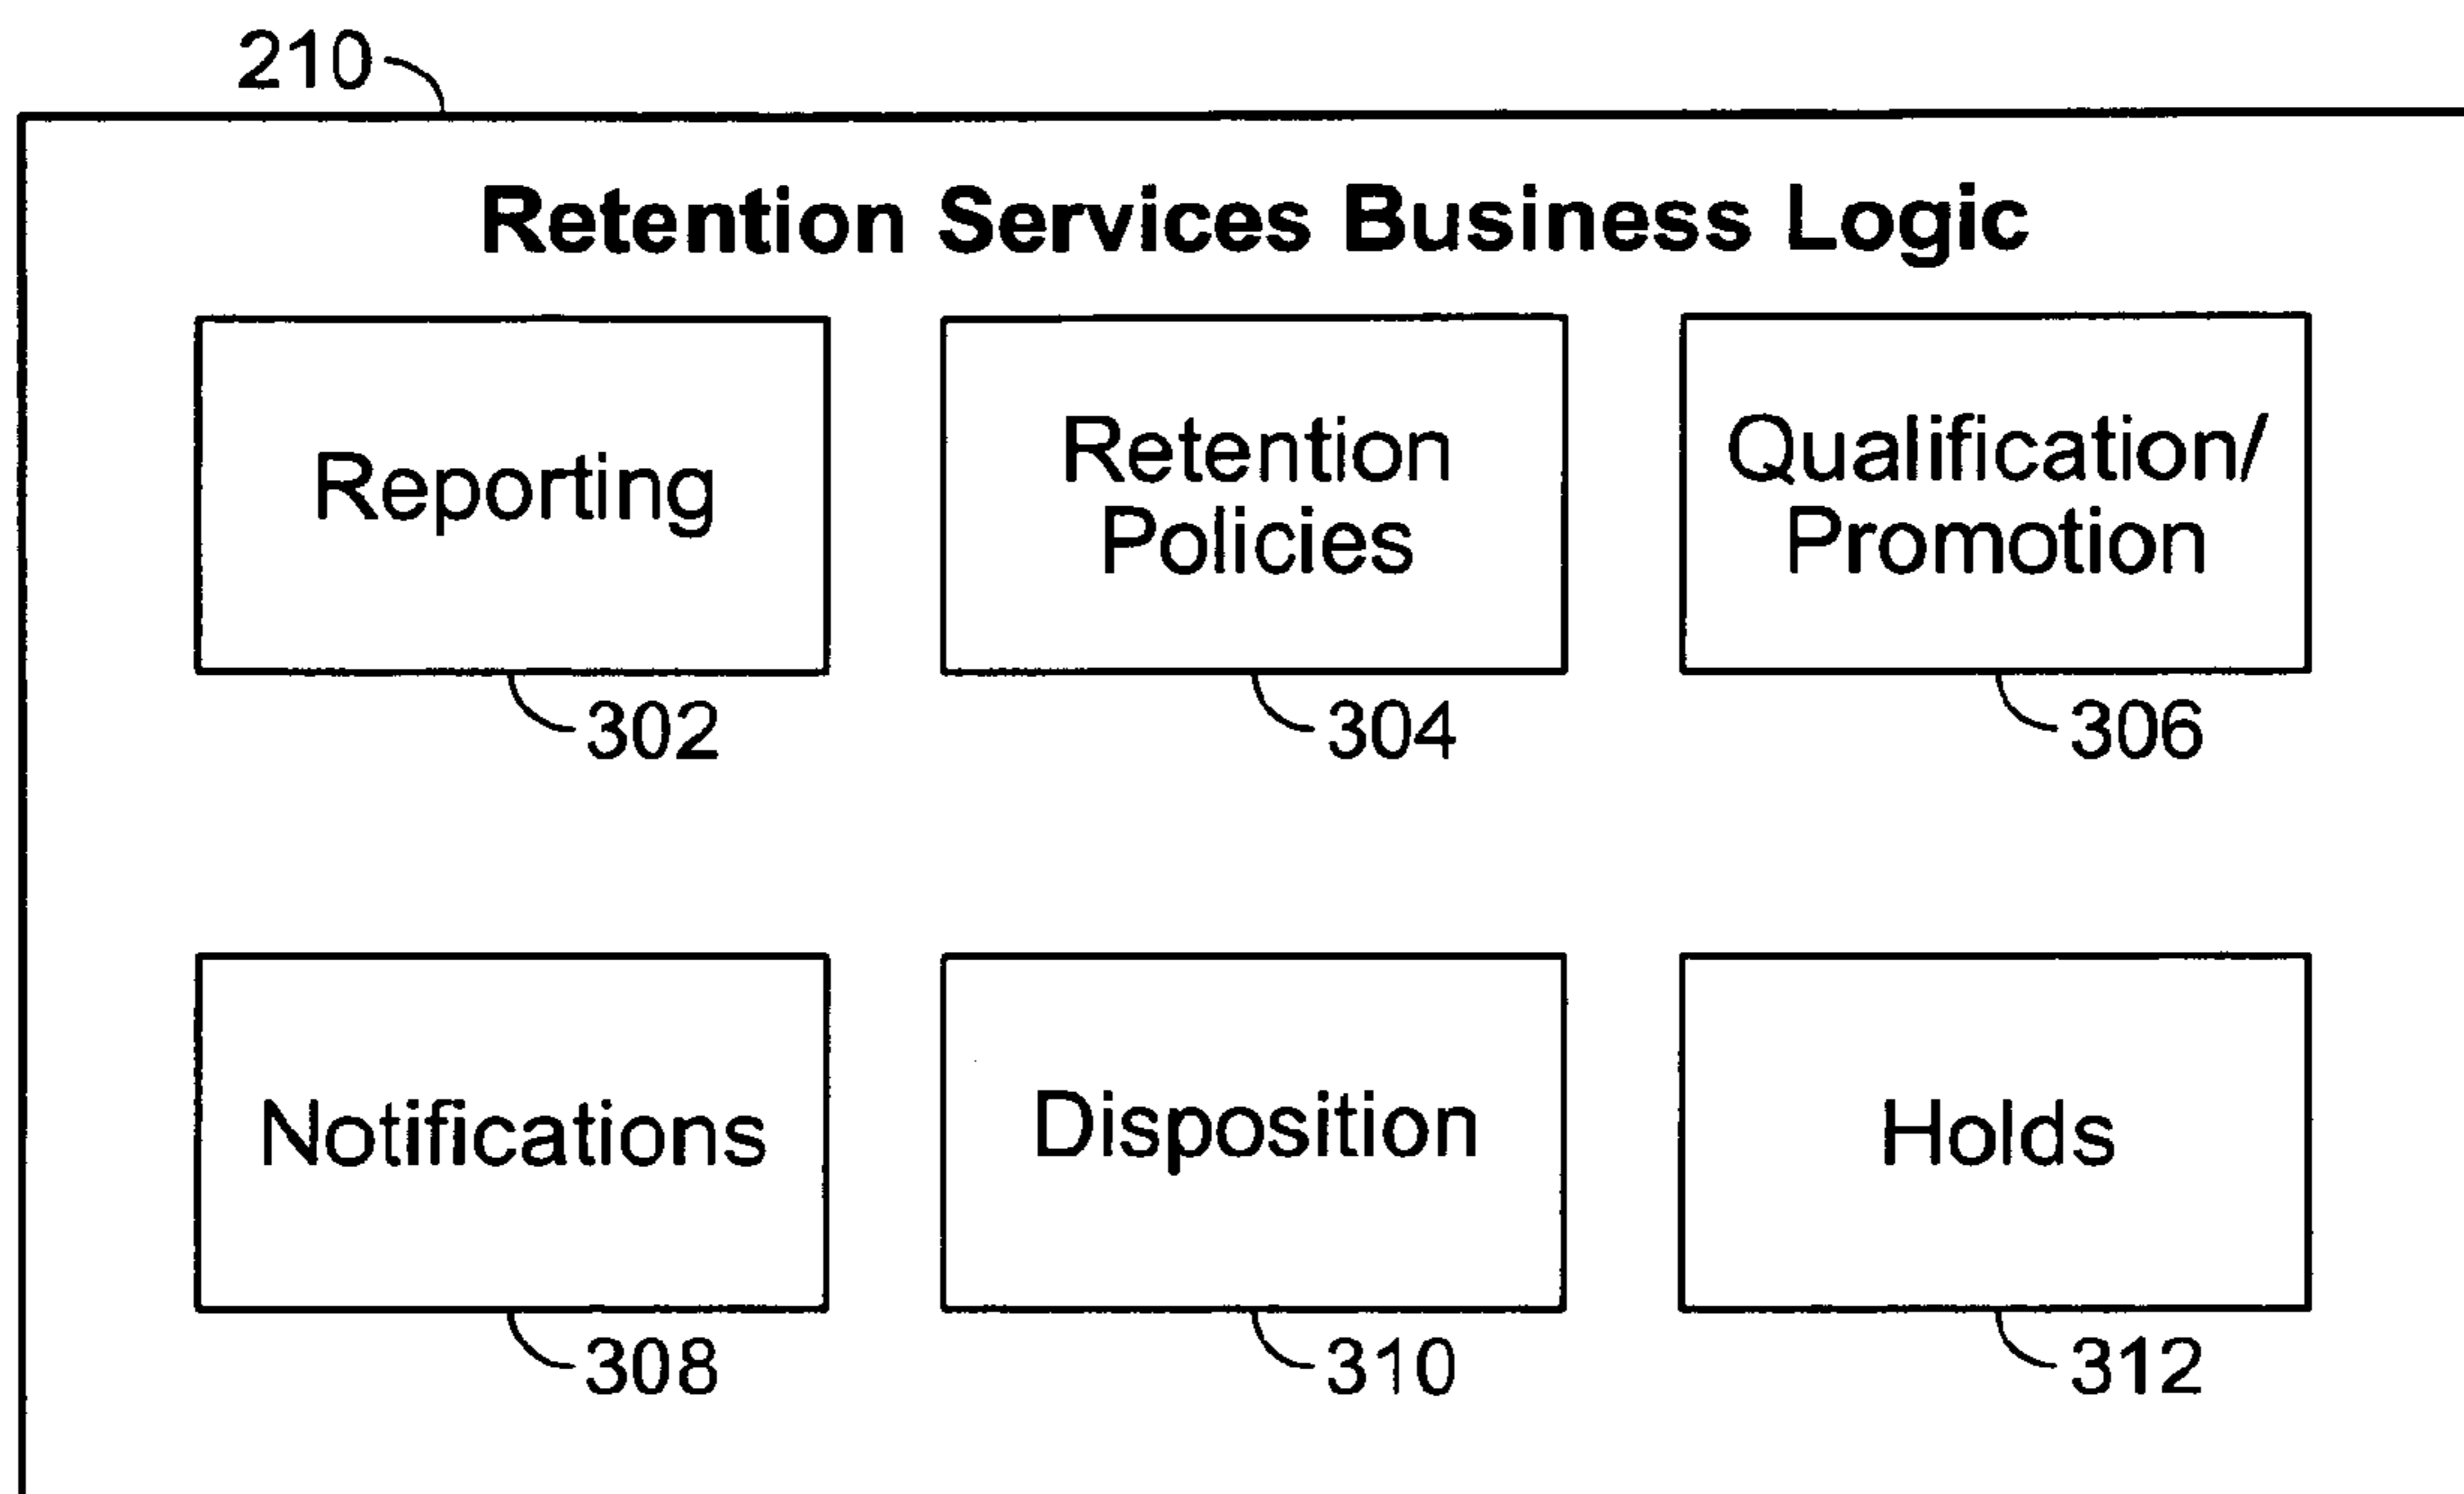 210
Retention Services Business Logic
Reporting
302
Retention
Policies
304
Qualification/
Promotion
306
Notifications
308
Disposition
310
Holds
312